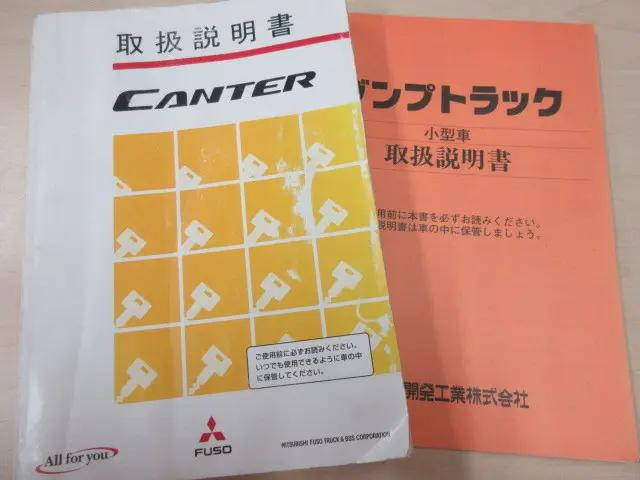 取扱説明書
CANTER
ご使用前に必ずお読みください。
いつでも使用できるように車の中
に保管してください。
All for you
FUSO
MITSUBISHI FUSO TRUCK & BUS CORPORATION
ダンプトラック
小型車
取扱説明書
用前に本書を必ずお読みください。
説明書は車の中に保管しましょう。
開発工業株式会社